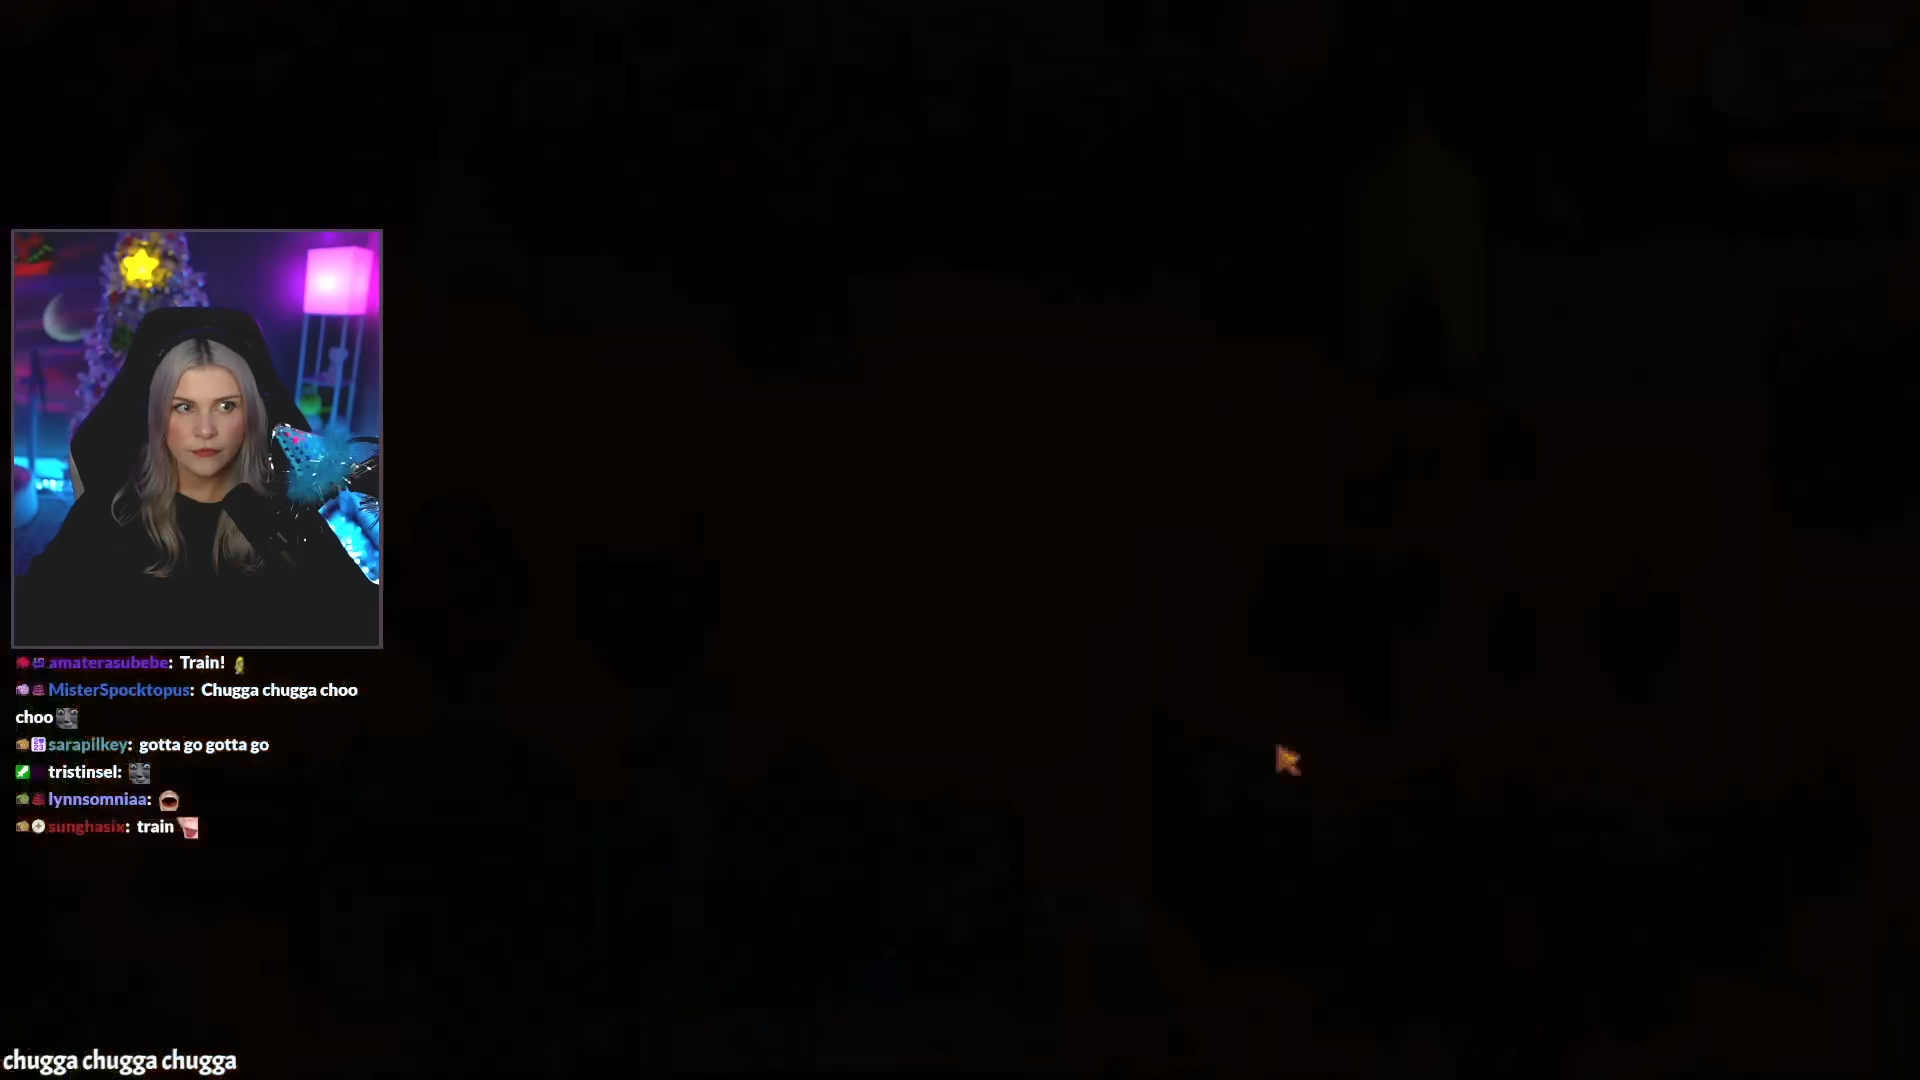 amaterasubebe: Train!
MisterSpocktopus: Chugga chugga choo
choo
sarapilkey: gotta go gotta go
tristinsel:
lynnsomniaa:
sunghasix: train
chugga chugga chugga